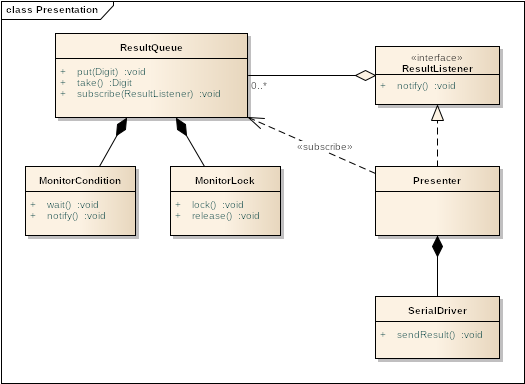 class Presentation
ResultQueue
+ put(Digit) :void
+ take() :Digit
+ subscribe(ResultListener) :void
0..*
«interface»
ResultListener
+ notify() :void
«subscribe»
MonitorCondition
+ wait() :void
+ notify() :void
MonitorLock
+ lock() :void
+ release() :void
Presenter
SerialDriver
+ sendResult() :void